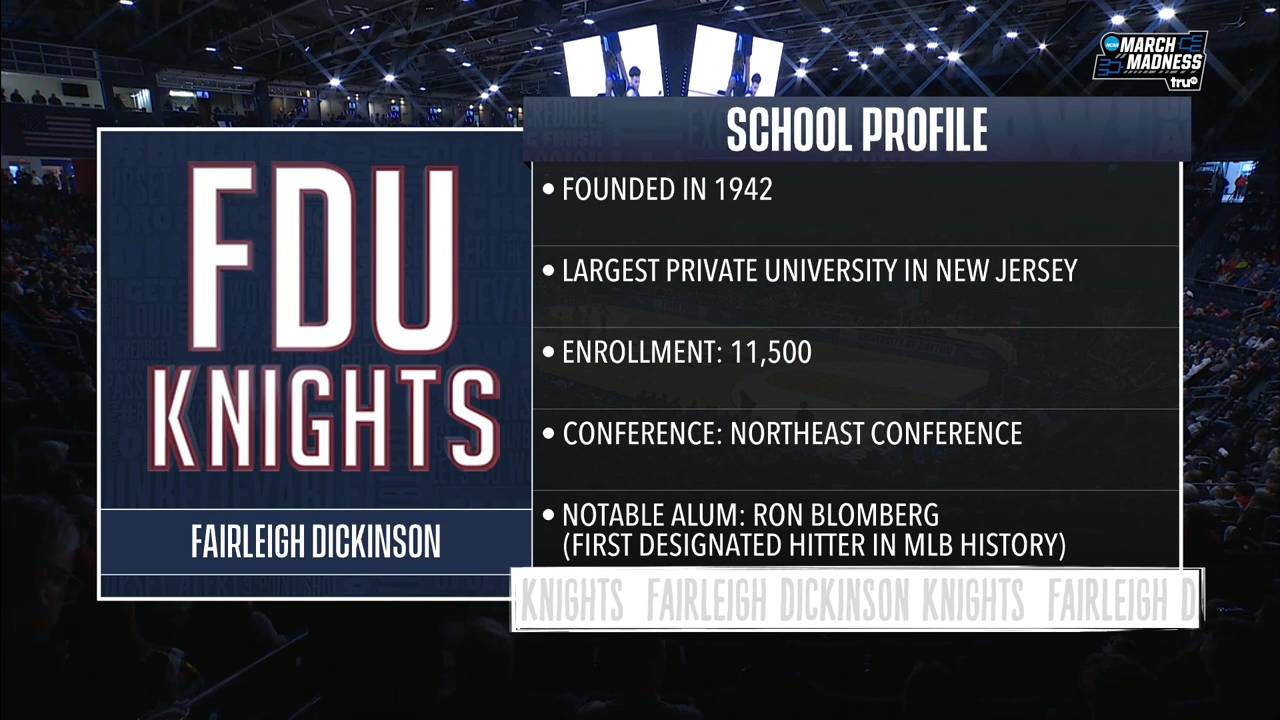 NCAA
MARCH
MADNESS
truTV
SCHOOL PROFILE
FDU
KNIGHTS
FAIRLEIGH DICKINSON
• FOUNDED IN 1942
• LARGEST PRIVATE UNIVERSITY IN NEW JERSEY
• ENROLLMENT: 11,500
• CONFERENCE: NORTHEAST CONFERENCE
• NOTABLE ALUM: RON BLOMBERG
(FIRST DESIGNATED HITTER IN MLB HISTORY)
KNIGHTS FAIRLEIGH DICKINSON KNIGHTS FAIRLEIGH D